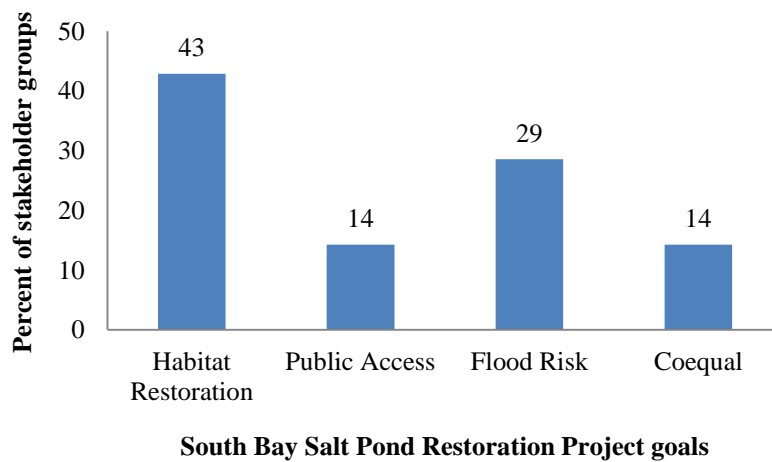 Percent of stakeholder groups
50
40
30
20
10
0
43
14
29
14
Habitat
Restoration
Public Access
Flood Risk
Coequal
South Bay Salt Pond Restoration Project goals